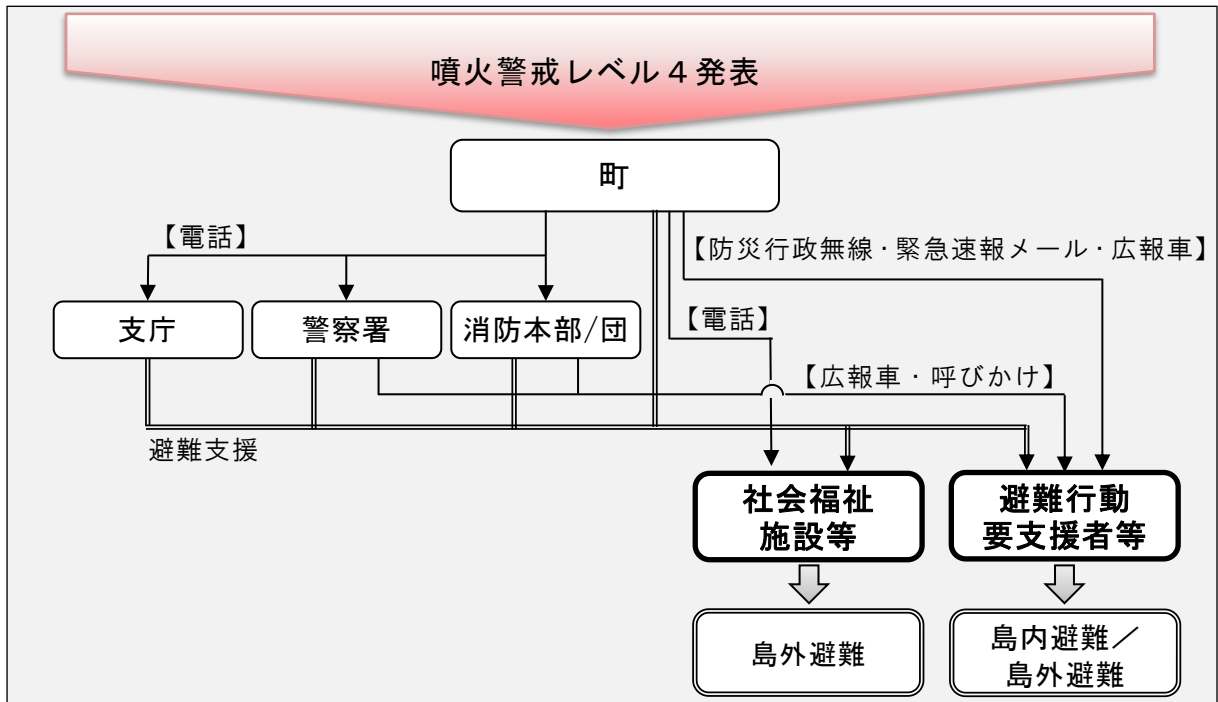 噴火警戒レベル４発表
町
【電話】
【防災行政無線・緊急速報メール・広報車】
支庁
警察署
消防本部/団
【電話】
【広報車・呼びかけ】
避難支援
社会福祉
施設等
避難行動
要支援者等
島外避難
島内避難／
島外避難